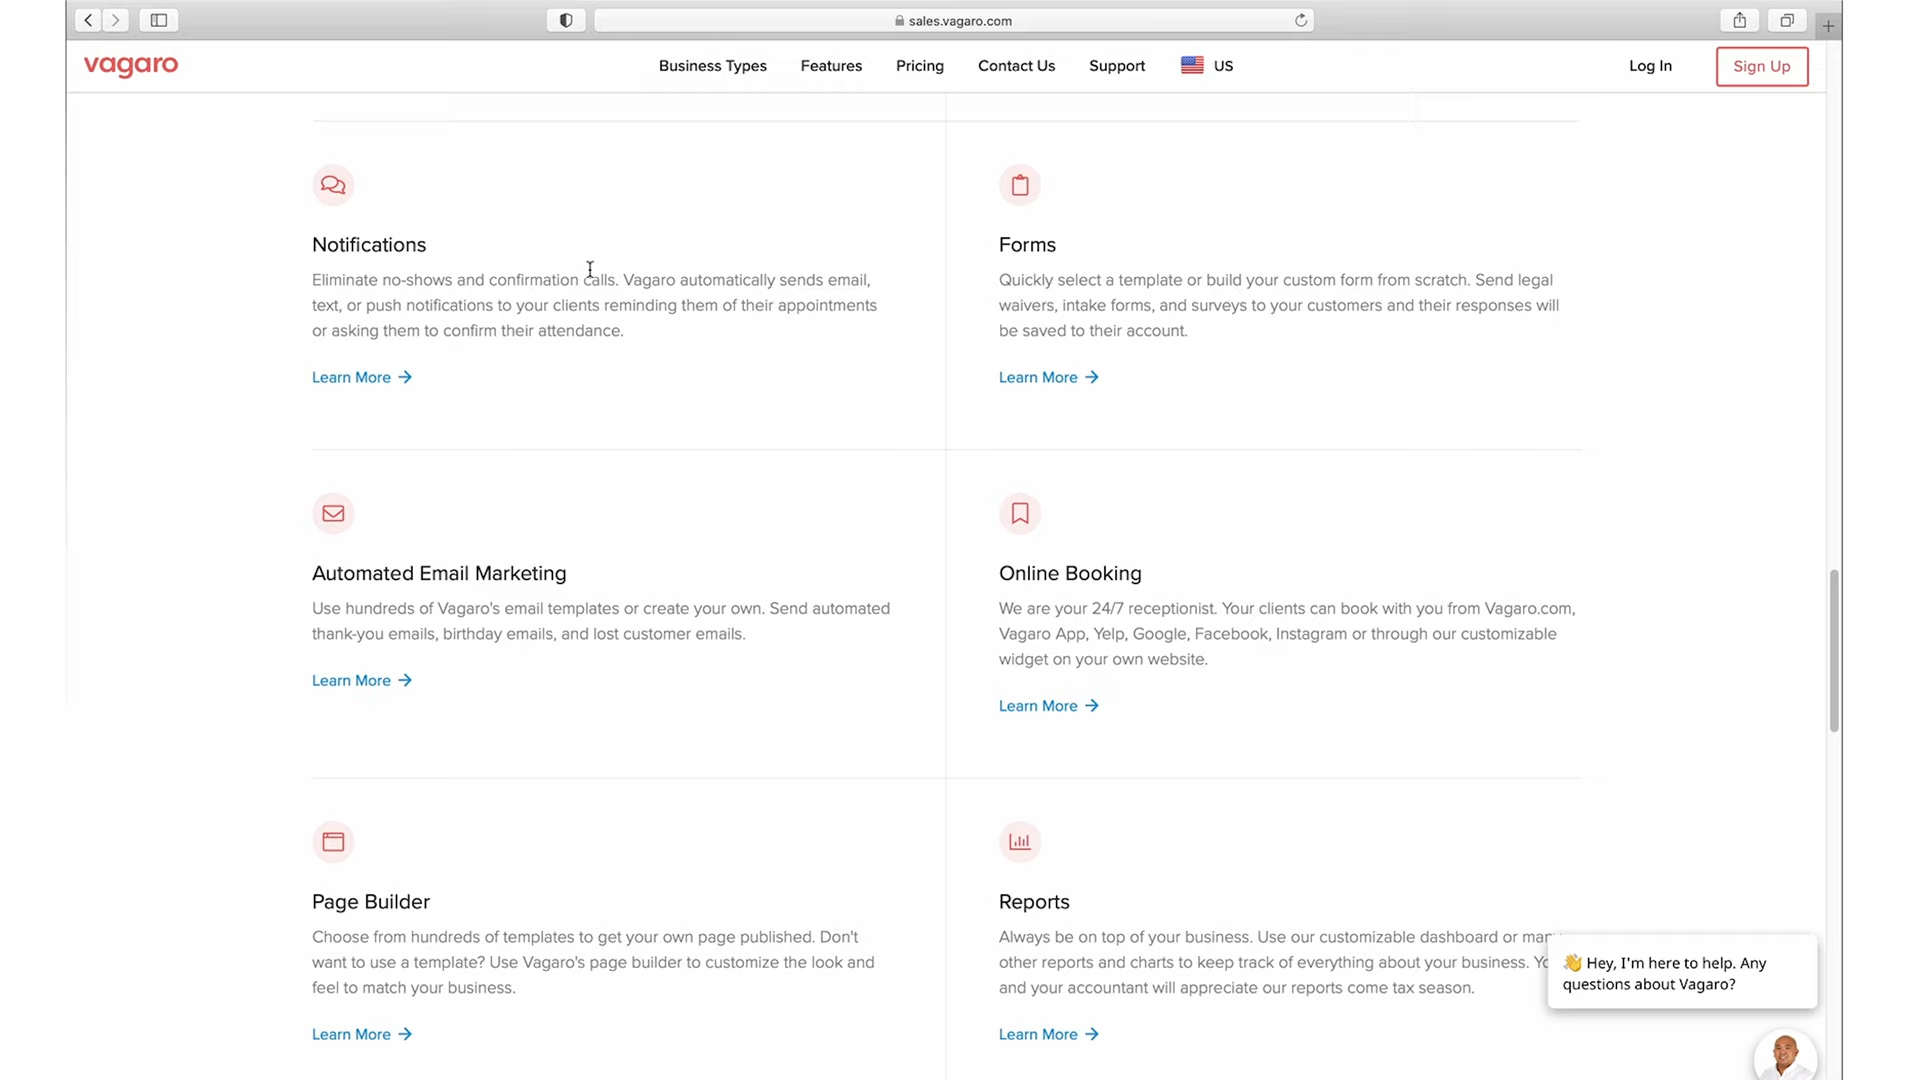 sales.vagaro.com
vagaro
Business Types
Features
Pricing
Contact Us
Support
US
Log In
Sign Up
Notifications
Eliminate no-shows and confirmation calls. Vagaro automatically sends email,
text, or push notifications to your clients reminding them of their appointments
or asking them to confirm their attendance.
Learn More →
Forms
Quickly select a template or build your custom form from scratch. Send legal
waivers, intake forms, and surveys to your customers and their responses will
be saved to their account.
Learn More →
Automated Email Marketing
Use hundreds of Vagaro's email templates or create your own. Send automated
thank-you emails, birthday emails, and lost customer emails.
Learn More →
Online Booking
We are your 24/7 receptionist. Your clients can book with you from Vagaro.com,
Vagaro App, Yelp, Google, Facebook, Instagram or through our customizable
widget on your own website.
Learn More →
Page Builder
Choose from hundreds of templates to get your own page published. Don't
want to use a template? Use Vagaro's page builder to customize the look and
feel to match your business.
Learn More →
Reports
Always be on top of your business. Use our customizable dashboard or
other reports and charts to keep track of everything about your business.
and your accountant will appreciate our reports come tax season.
Learn More →
👋 Hey, I'm here to help. Any
questions about Vagaro?